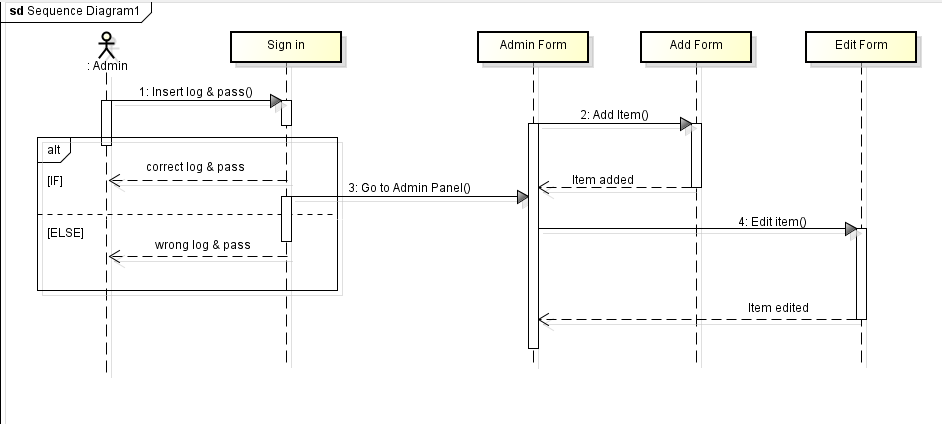 sd Sequence Diagram1
: Admin
Sign in
Admin Form
Add Form
Edit Form
1: Insert log & pass()
2: Add Item()
alt
correct log & pass
[IF]
Item added
3: Go to Admin Panel()
4: Edit item()
[ELSE]
wrong log & pass
Item edited